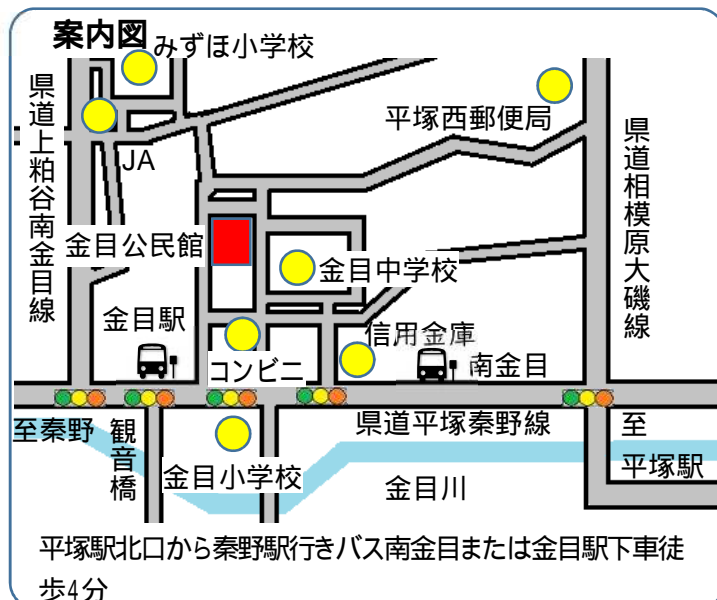 案内図
みずほ小学校
県道上粕谷南金目線
JA
平塚西郵便局
県道相模原大磯線
金目公民館
金目中学校
金目駅
信用金庫
コンビニ
南金目
至秦野
観音橋
県道平塚秦野線
至
平塚駅
金目小学校
金目川
平塚駅北口から秦野駅行きバス南金目または金目駅下車徒
歩4分